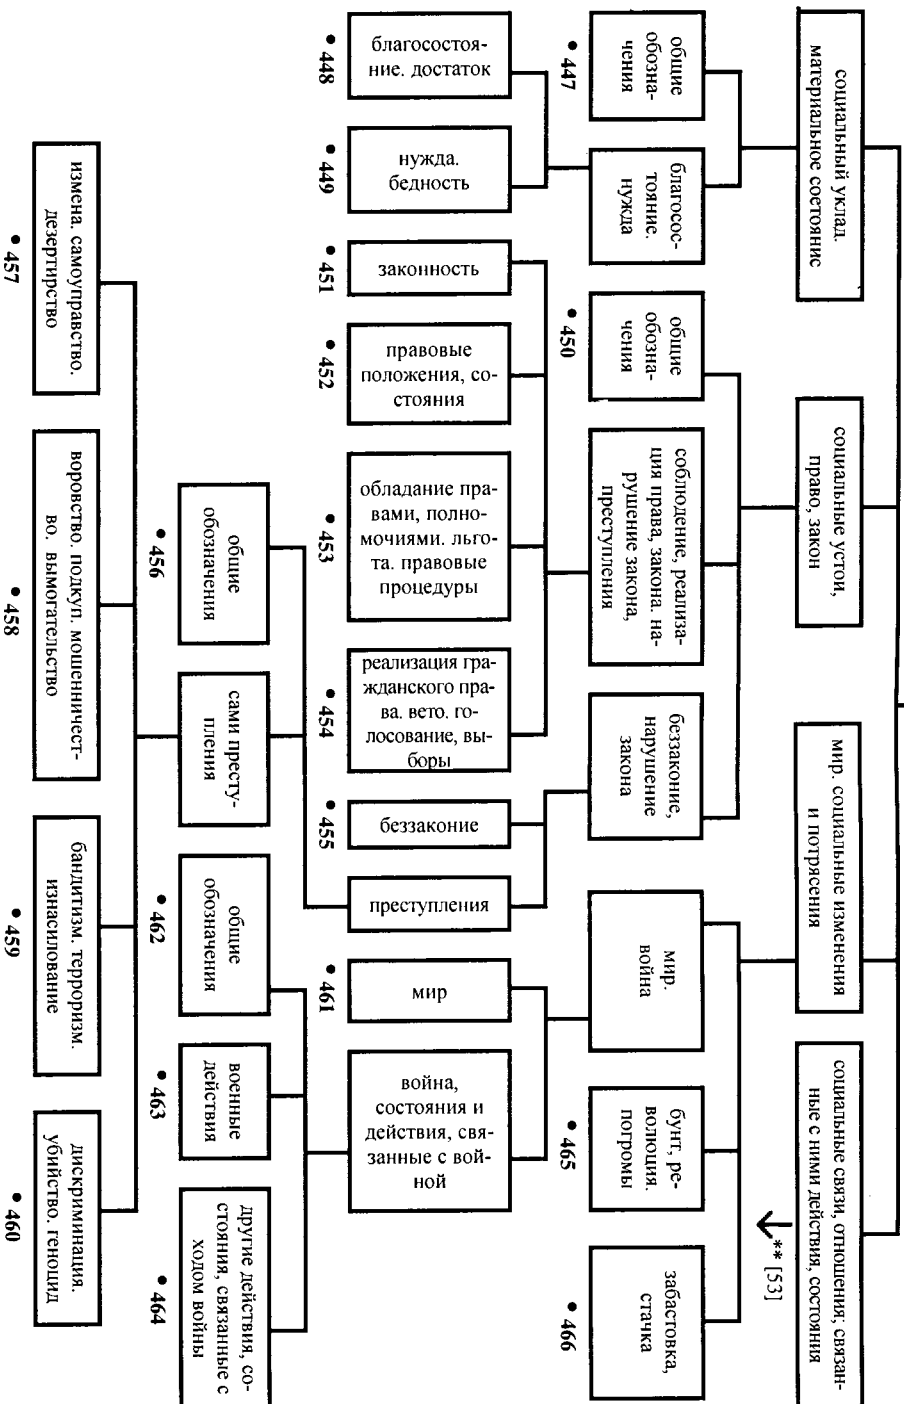 социальный уклад.
материальное состояние
социальные устои,
право, закон
мир. социальные изменения
и потрясения
социальные связи, отношения; связан-
ные с ними действия, состояния
** [53]
общие
обозна-
чения
• 447
благосос-
тояние.
нужда
общие
обозна-
чения
• 450
соблюдение, реализа-
ция права, закона. на-
рушение закона,
преступления
беззаконие,
нарушение
закона
мир.
война
бунт, ре-
волюция.
погромы
• 465
забастовка,
стачка
• 466
благосостоя-
ние. достаток
• 448
нужда.
бедность
• 449
законность
• 451
правовые
положения, со-
стояния
• 452
обладание пра-
вами, полно-
мочиями. льго-
та. правовые
процедуры
• 453
реализация гра-
жданского пра-
ва. вето. го-
лосование, вы-
боры
• 454
беззаконие
• 455
преступления
мир
• 461
война,
состояния и
действия, свя-
занные с вой-
ной
общие
обозначения
• 456
сами престу-
пления
общие
обозначения
• 462
военные
действия
• 463
другие действия, со-
стояния, связанные с
ходом войны
• 464
измена. самоуправство.
дезертирство
• 457
воровство. подкуп. мошенничест-
во. вымогательство
• 458
бандитизм. терроризм.
изнасилование
• 459
дискриминация.
убийство. геноцид
• 460